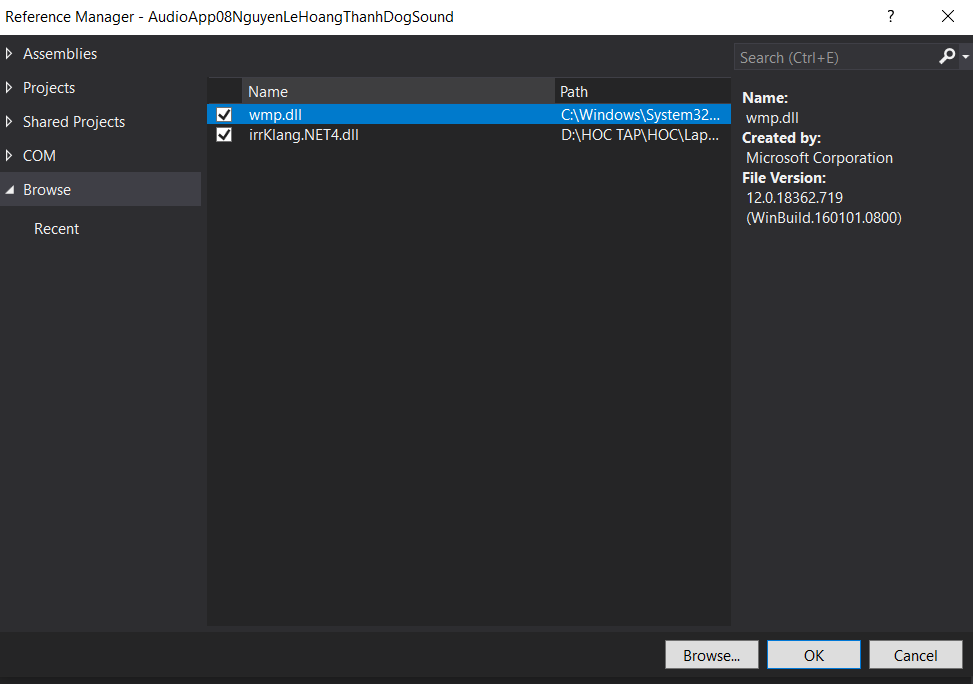 Reference Manager - AudioApp08NguyenLeHoangThanhDogSound
?
Assemblies
Projects
Shared Projects
COM
Browse
Recent
Name Path
wmp.dll C:\Windows\System32...
irrKlang.NET4.dll D:\HOC TAP\HOC\Lap...
Search (Ctrl+E)
Name:
wmp.dll
Created by:
Microsoft Corporation
File Version:
12.0.18362.719
(WinBuild.160101.0800)
Browse... OK Cancel